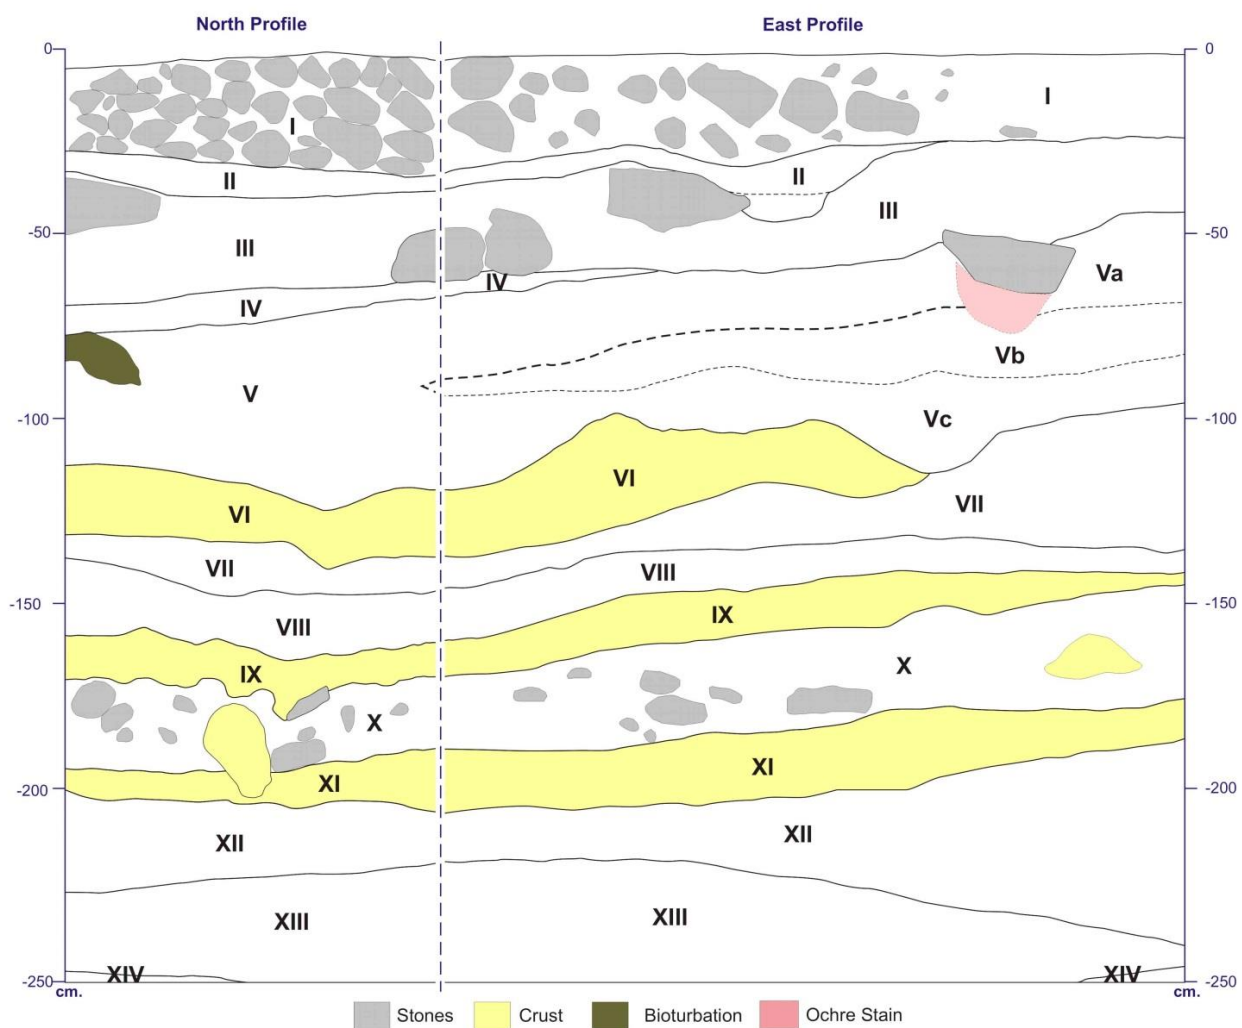 North Profile East Profile
0 0
I
I
II
II
III
-50 -50
III
Va
IV
IV
Vb
V
-100 -100
Vc
VI
VI
VII
VII
VIII
-150 -150
VIII
IX
IX
X
X
XI
XI
-200 -200
XII
XII
XIII
XIII
XIV XIV
-250 -250
cm. cm.
Stones Crust Bioturbation Ochre Stain